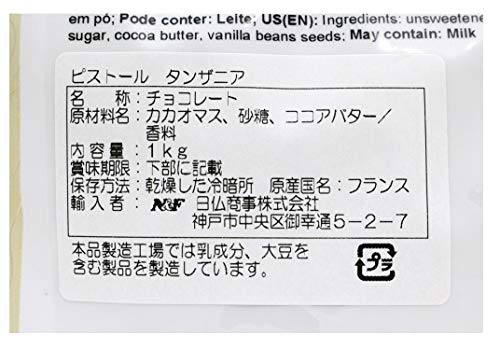 em pó; Pode conter: Leite; US(EN): Ingredients: unsweetene
sugar, cocoa butter, vanilla beans seeds; May contain: Milk
ピストール タンザニア
名 称:チョコレート
原材料名:カカオマス、砂糖、ココアバター/
香料
内容量:1kg
賞味期限:下部に記載
保存方法:乾燥した冷暗所 原産国名:フランス
輸入者:N&F 日仏商事株式会社
神戸市中央区御幸通5-2-7
本品製造工場では乳成分、大豆を
含む製品を製造しています。
プラ